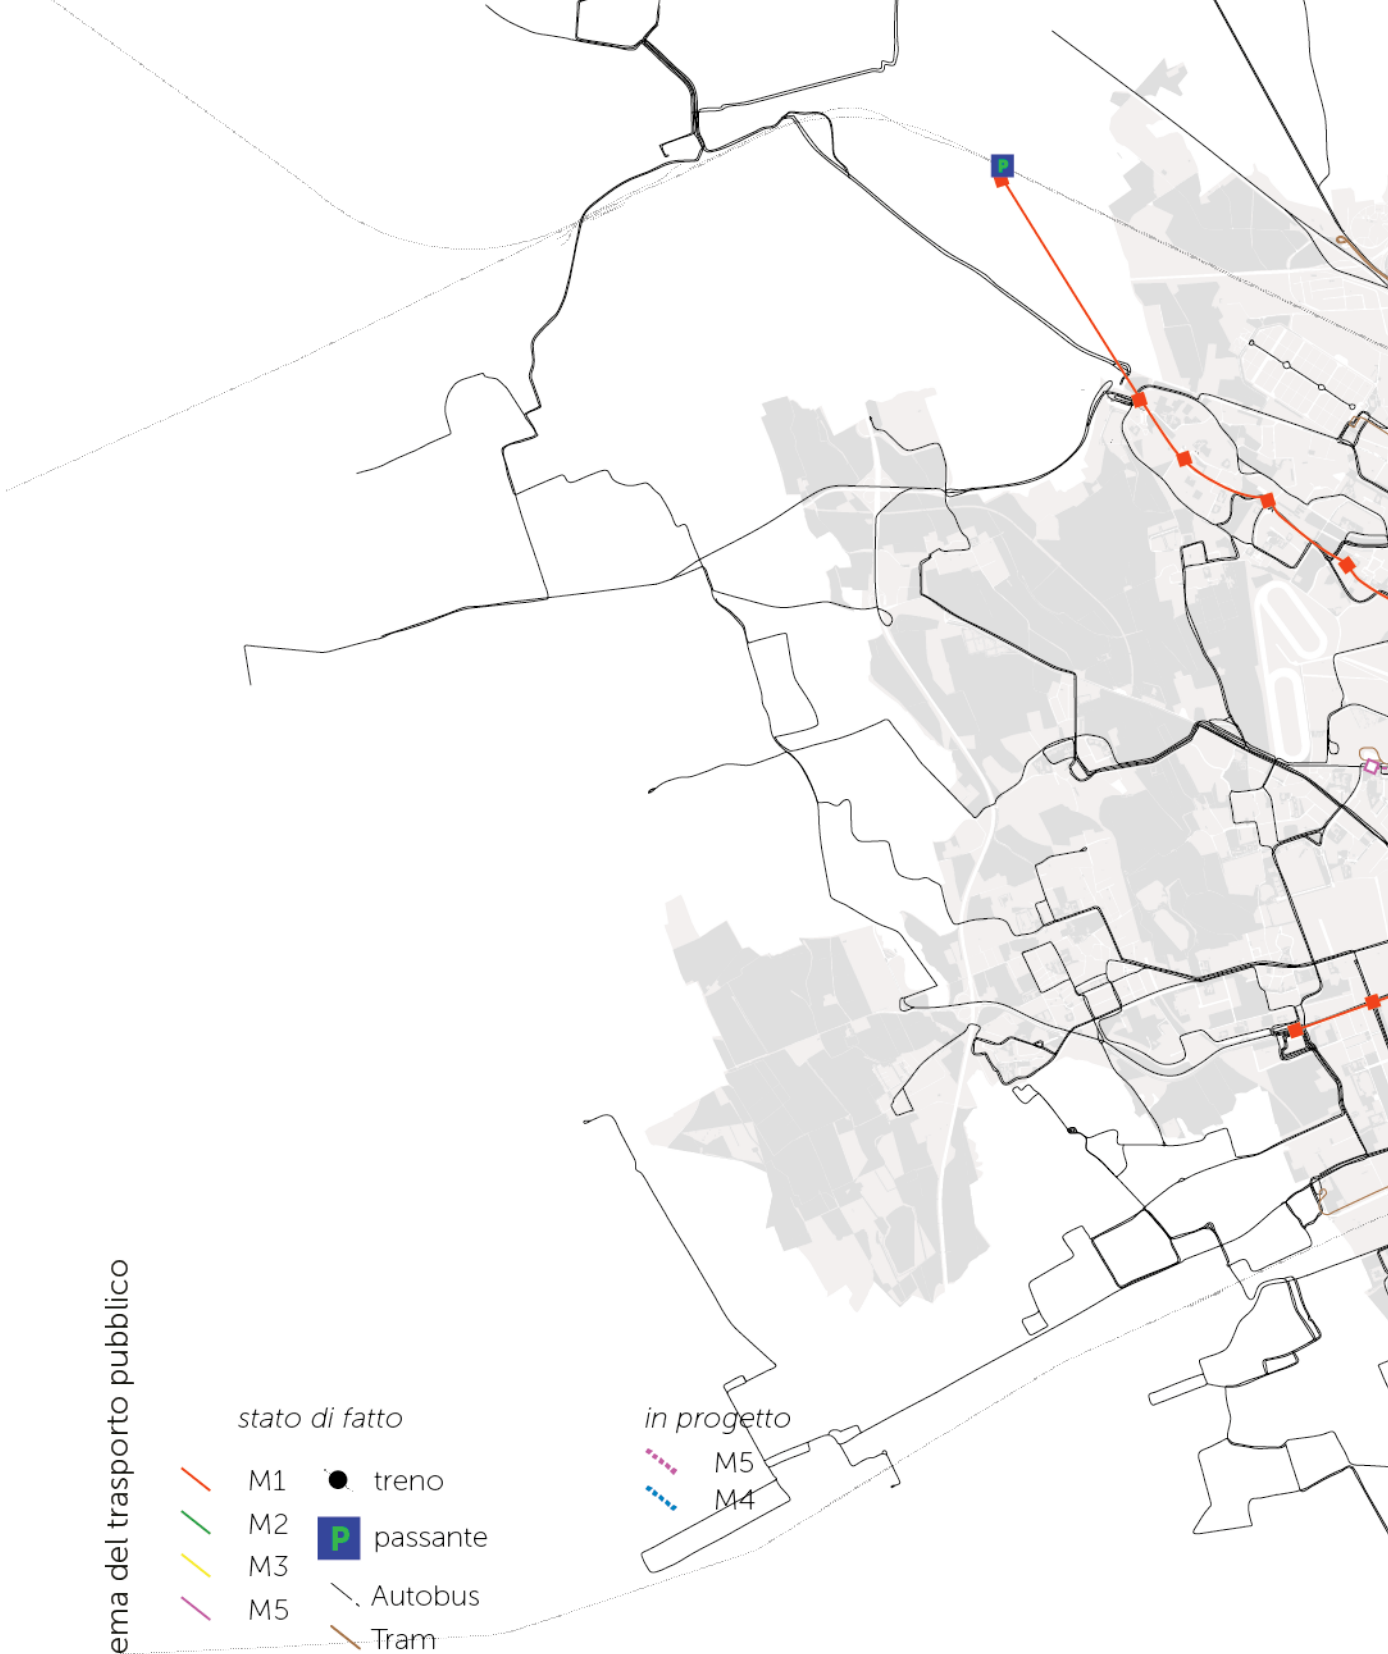 ema del trasporto pubblico
stato di fatto
M1
M2
M3
M5
treno
P passante
Autobus
Tram
in progetto
M5
M4
P